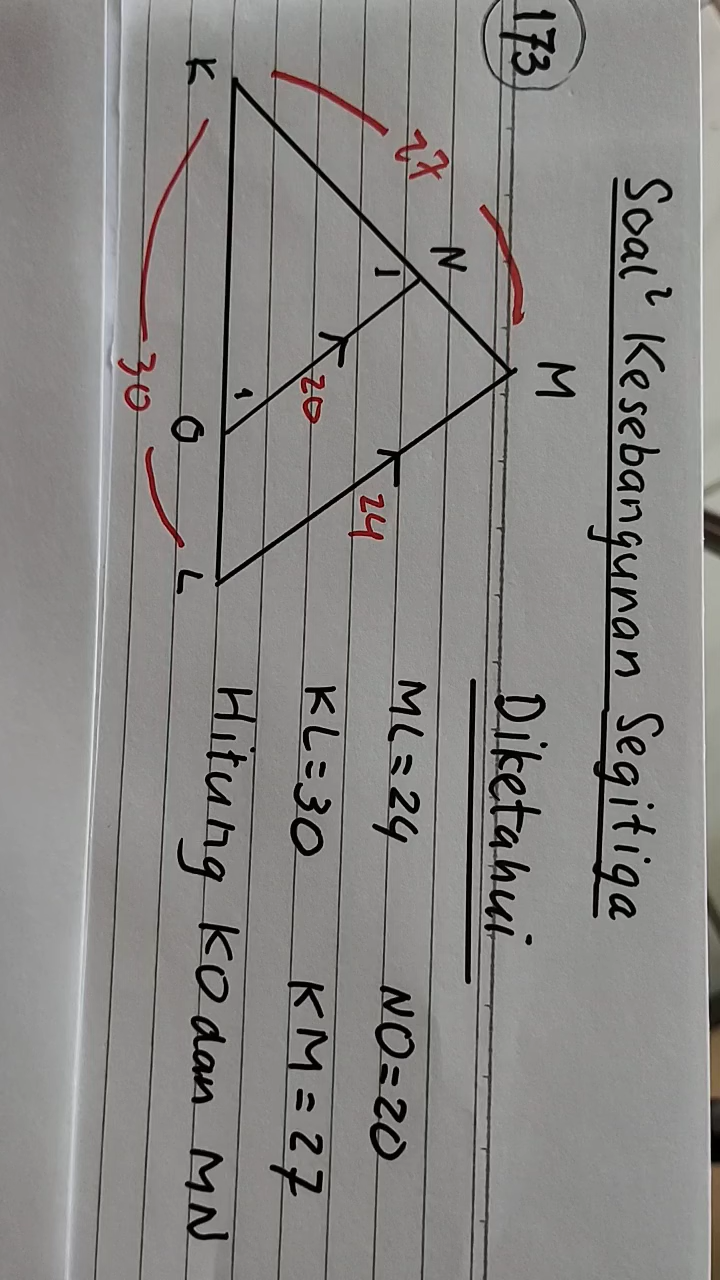 173
Soal² Kesebangunan Segitiga
M
N
27
1
20
24
K
1
O
L
30
Diketahui
ML=24 NO=20
KL=30 KM=27
Hitung KO dan MN